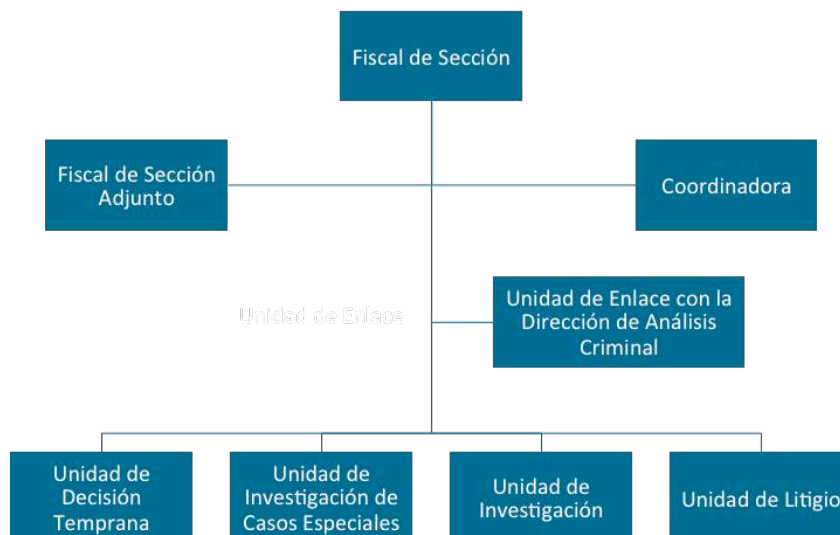 Fiscal de Sección
Fiscal de Sección
Adjunto
Coordinadora
Unidad de Enlace
Unidad de Enlace con la
Dirección de Análisis
Criminal
Unidad de
Decisión
Temprana
Unidad de
Investigación de
Casos Especiales
Unidad de
Investigación
Unidad de Litigio